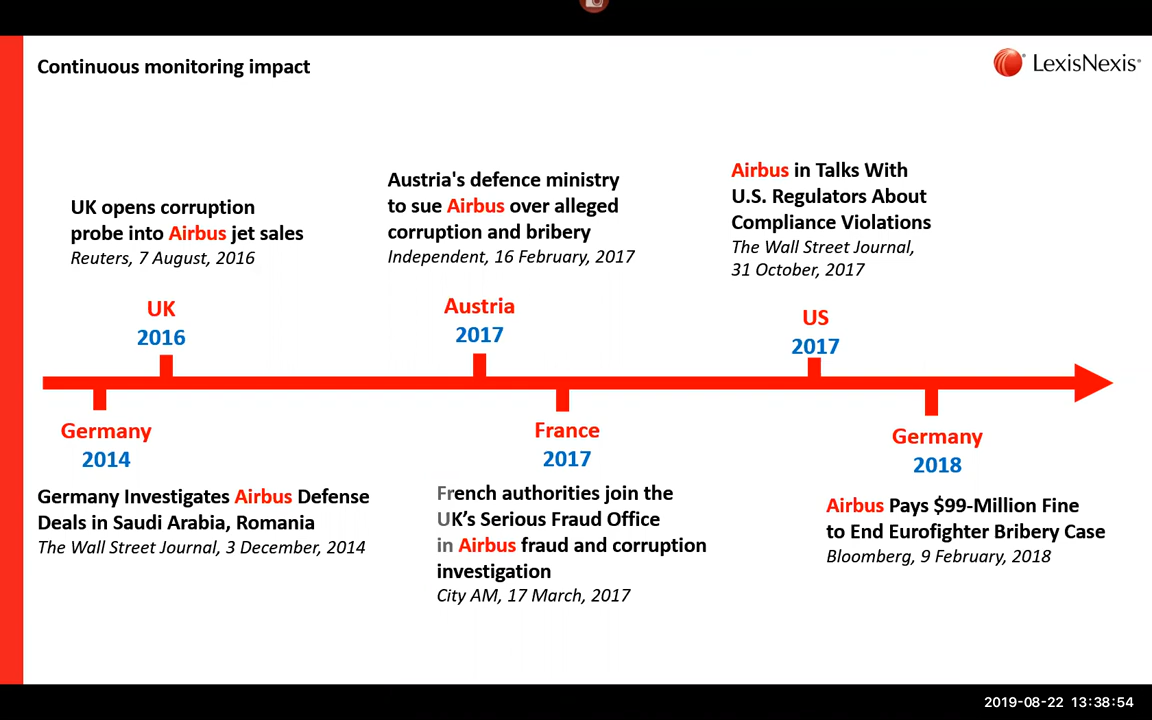 Continuous monitoring impact
LexisNexis®
UK opens corruption
probe into Airbus jet sales
Reuters, 7 August, 2016
Austria's defence ministry
to sue Airbus over alleged
corruption and bribery
Independent, 16 February, 2017
Airbus in Talks With
U.S. Regulators About
Compliance Violations
The Wall Street Journal,
31 October, 2017
UK
2016
Austria
2017
US
2017
Germany
2014
Germany Investigates Airbus Defense
Deals in Saudi Arabia, Romania
The Wall Street Journal, 3 December, 2014
France
2017
French authorities join the
UK’s Serious Fraud Office
in Airbus fraud and corruption
investigation
City AM, 17 March, 2017
Germany
2018
Airbus Pays $99-Million Fine
to End Eurofighter Bribery Case
Bloomberg, 9 February, 2018
2019-08-22 13:38:54